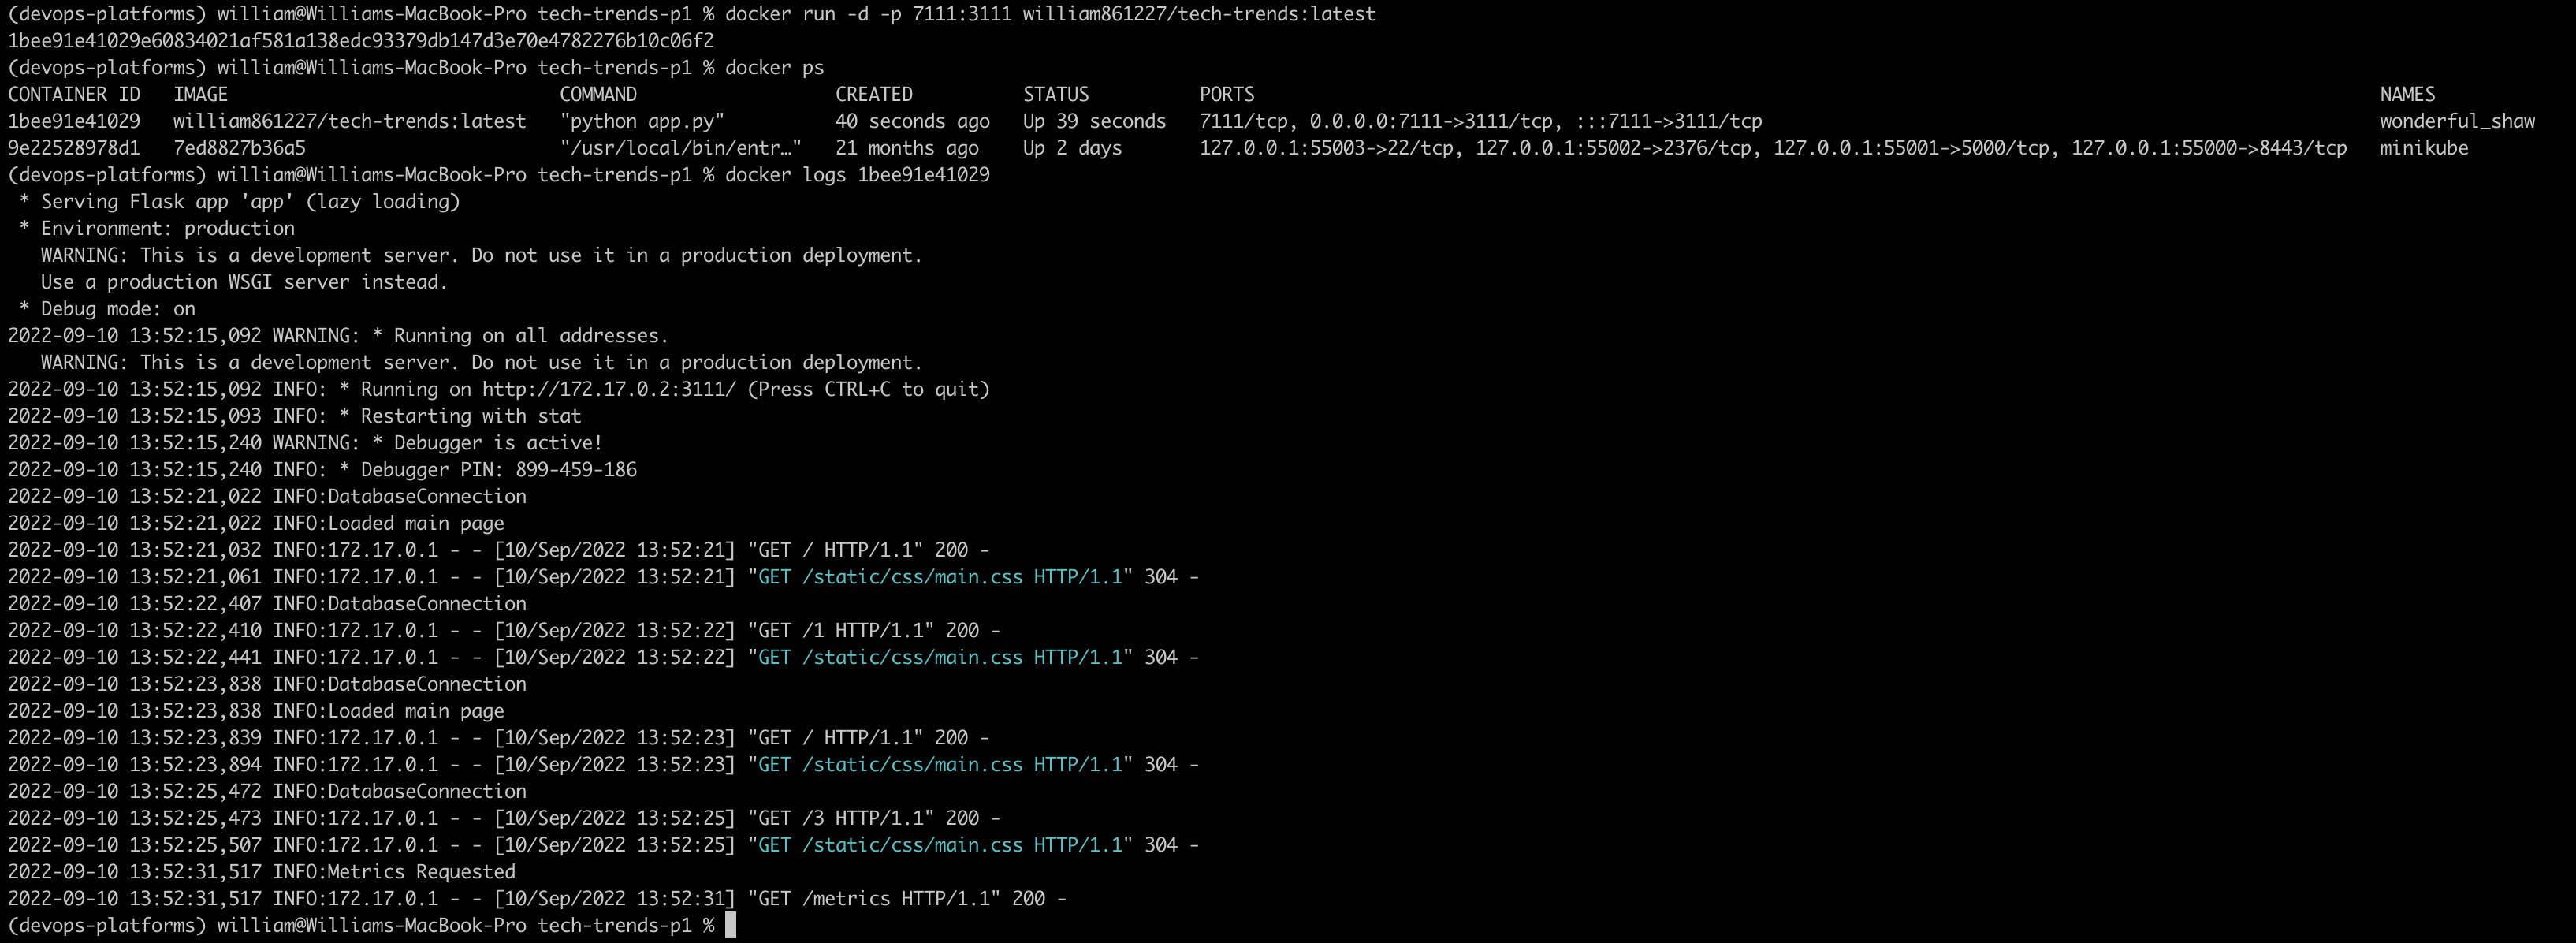 (devops-platforms) william@Williams-MacBook-Pro tech-trends-p1 % docker run -d -p 7111:3111 william861227/tech-trends:latest
1bee91e41029e60834021af581a138edc93379db147d3e70e4782276b10c06f2
(devops-platforms) william@Williams-MacBook-Pro tech-trends-p1 % docker ps
CONTAINER ID   IMAGE                              COMMAND                  CREATED          STATUS          PORTS                                                                                                      NAMES
1bee91e41029   william861227/tech-trends:latest   "python app.py"          40 seconds ago   Up 39 seconds   7111/tcp, 0.0.0.0:7111->3111/tcp, :::7111->3111/tcp                                                        wonderful_shaw
9e22528978d1   7ed8827b36a5                       "/usr/local/bin/entr…"   21 months ago    Up 2 days       127.0.0.1:55003->22/tcp, 127.0.0.1:55002->2376/tcp, 127.0.0.1:55001->5000/tcp, 127.0.0.1:55000->8443/tcp   minikube
(devops-platforms) william@Williams-MacBook-Pro tech-trends-p1 % docker logs 1bee91e41029
 * Serving Flask app 'app' (lazy loading)
 * Environment: production
   WARNING: This is a development server. Do not use it in a production deployment.
   Use a production WSGI server instead.
 * Debug mode: on
2022-09-10 13:52:15,092 WARNING: * Running on all addresses.
   WARNING: This is a development server. Do not use it in a production deployment.
2022-09-10 13:52:15,092 INFO: * Running on http://172.17.0.2:3111/ (Press CTRL+C to quit)
2022-09-10 13:52:15,093 INFO: * Restarting with stat
2022-09-10 13:52:15,240 WARNING: * Debugger is active!
2022-09-10 13:52:15,240 INFO: * Debugger PIN: 899-459-186
2022-09-10 13:52:21,022 INFO:DatabaseConnection
2022-09-10 13:52:21,022 INFO:Loaded main page
2022-09-10 13:52:21,032 INFO:172.17.0.1 - - [10/Sep/2022 13:52:21] "GET / HTTP/1.1" 200 -
2022-09-10 13:52:21,061 INFO:172.17.0.1 - - [10/Sep/2022 13:52:21] "GET /static/css/main.css HTTP/1.1" 304 -
2022-09-10 13:52:22,407 INFO:DatabaseConnection
2022-09-10 13:52:22,410 INFO:172.17.0.1 - - [10/Sep/2022 13:52:22] "GET /1 HTTP/1.1" 200 -
2022-09-10 13:52:22,441 INFO:172.17.0.1 - - [10/Sep/2022 13:52:22] "GET /static/css/main.css HTTP/1.1" 304 -
2022-09-10 13:52:23,838 INFO:DatabaseConnection
2022-09-10 13:52:23,838 INFO:Loaded main page
2022-09-10 13:52:23,839 INFO:172.17.0.1 - - [10/Sep/2022 13:52:23] "GET / HTTP/1.1" 200 -
2022-09-10 13:52:23,894 INFO:172.17.0.1 - - [10/Sep/2022 13:52:23] "GET /static/css/main.css HTTP/1.1" 304 -
2022-09-10 13:52:25,472 INFO:DatabaseConnection
2022-09-10 13:52:25,473 INFO:172.17.0.1 - - [10/Sep/2022 13:52:25] "GET /3 HTTP/1.1" 200 -
2022-09-10 13:52:25,507 INFO:172.17.0.1 - - [10/Sep/2022 13:52:25] "GET /static/css/main.css HTTP/1.1" 304 -
2022-09-10 13:52:31,517 INFO:Metrics Requested
2022-09-10 13:52:31,517 INFO:172.17.0.1 - - [10/Sep/2022 13:52:31] "GET /metrics HTTP/1.1" 200 -
(devops-platforms) william@Williams-MacBook-Pro tech-trends-p1 %